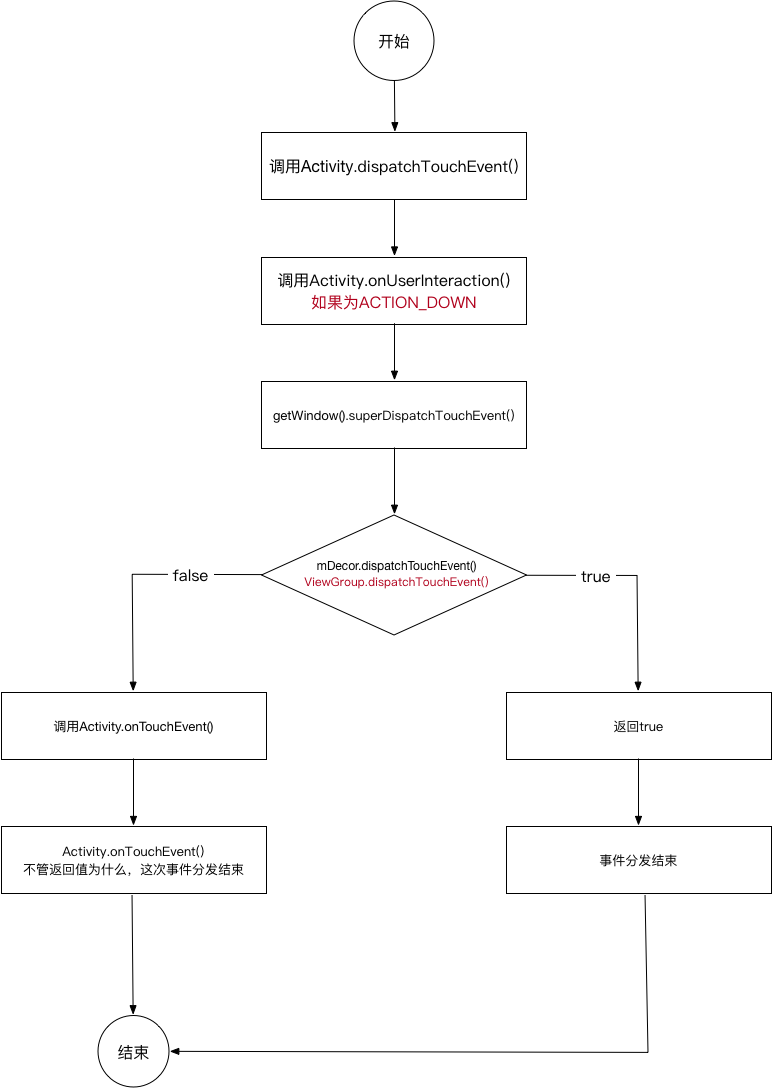 开始
调用Activity.dispatchTouchEvent()
调用Activity.onUserInteraction()
如果为ACTION_DOWN
getWindow().superDispatchTouchEvent()
mDecor.dispatchTouchEvent()
ViewGroup.dispatchTouchEvent()
false
true
调用Activity.onTouchEvent()
返回true
Activity.onTouchEvent()
不管返回值为什么，这次事件分发结束
事件分发结束
结束